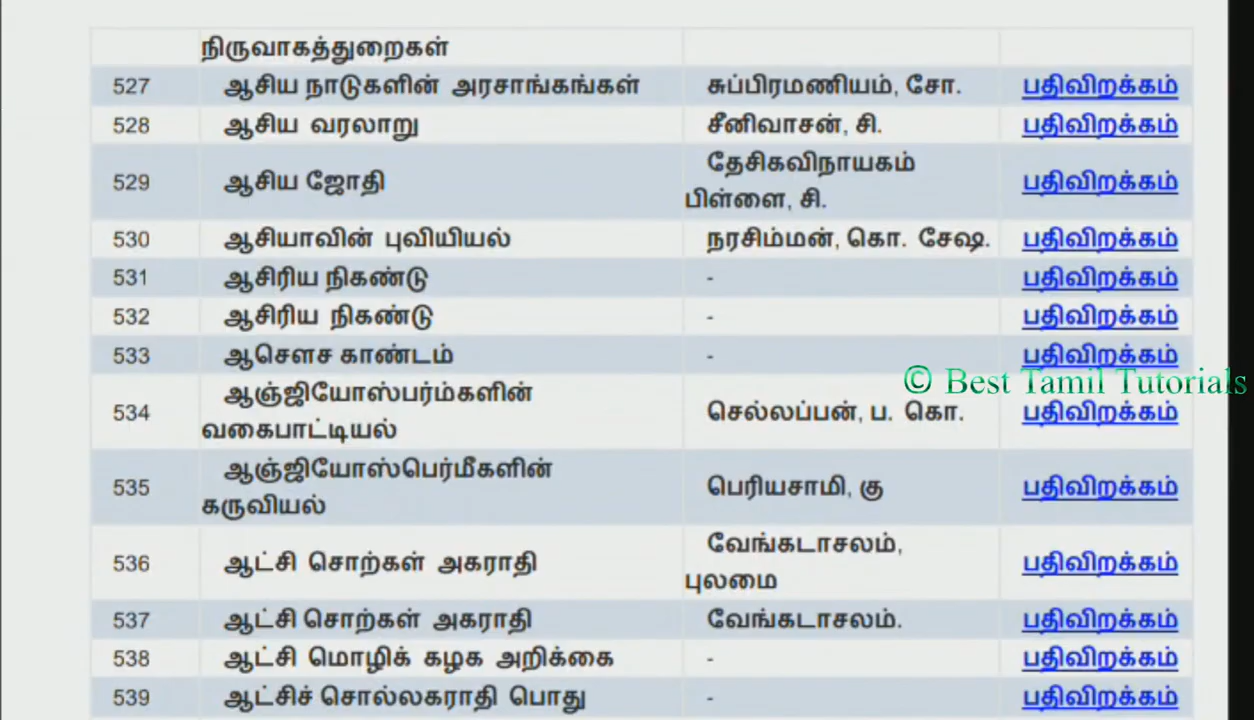 நிருவாகத்துறைகள்
527 ஆசிய நாடுகளின் அரசாங்கங்கள் சுப்பிரமணியம், சோ. பதிவிறக்கம்
528 ஆசிய வரலாறு சீனிவாசன், சி. பதிவிறக்கம்
529 ஆசிய ஜோதி தேசிகவிநாயகம் பிள்ளை, சி. பதிவிறக்கம்
530 ஆசியாவின் புவியியல் நரசிம்மன், கொ. சேஷ. பதிவிறக்கம்
531 ஆசிரிய நிகண்டு - பதிவிறக்கம்
532 ஆசிரிய நிகண்டு - பதிவிறக்கம்
533 ஆசௌச காண்டம் - பதிவிறக்கம்
© Best Tamil Tutorials
534 ஆஞ்ஜியோஸ்பர்ம்களின் வகைபாட்டியல் செல்லப்பன், ப. கொ. பதிவிறக்கம்
535 ஆஞ்ஜியோஸ்பெர்மீகளின் கருவியல் பெரியசாமி, கு பதிவிறக்கம்
536 ஆட்சி சொற்கள் அகராதி வேங்கடாசலம், புலமை பதிவிறக்கம்
537 ஆட்சி சொற்கள் அகராதி வேங்கடாசலம். பதிவிறக்கம்
538 ஆட்சி மொழிக் கழக அறிக்கை - பதிவிறக்கம்
539 ஆட்சிச் சொல்லகராதி பொது - பதிவிறக்கம்